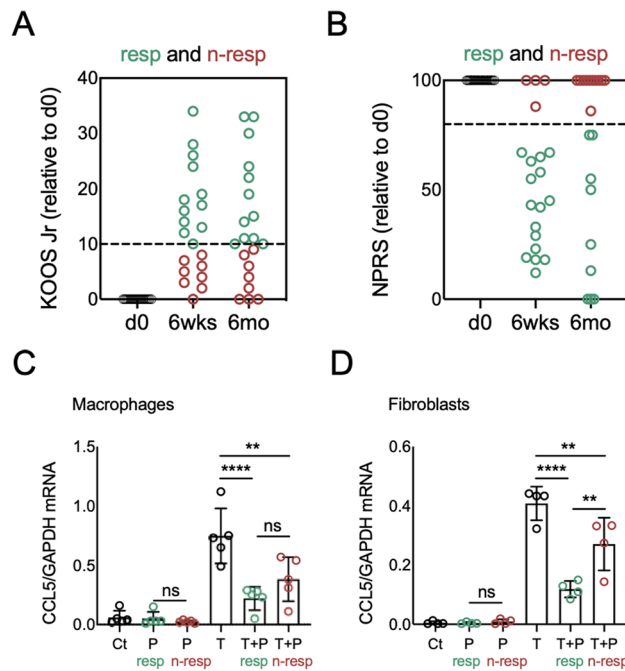 A
resp and n-resp
KOOS Jr (relative to d0)
40
30
20
10
0
d0 6wks 6mo
B
resp and n-resp
NPRS (relative to d0)
100
50
0
d0 6wks 6mo
C
Macrophages
CCL5/GAPDH mRNA
1.5
1.0
0.5
0.0
**
****
ns
ns
Ct P P T T+P T+P
resp n-resp resp n-resp
D
Fibroblasts
CCL5/GAPDH mRNA
0.6
0.4
0.2
0.0
**
****
**
ns
Ct P P T T+P T+P
resp n-resp resp n-resp